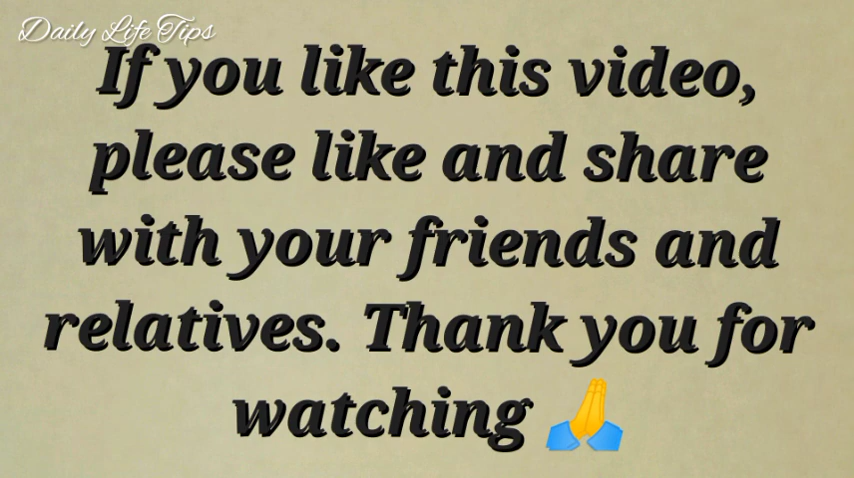 Daily Life Tips
If you like this video,
please like and share
with your friends and
relatives. Thank you for
watching 🙏